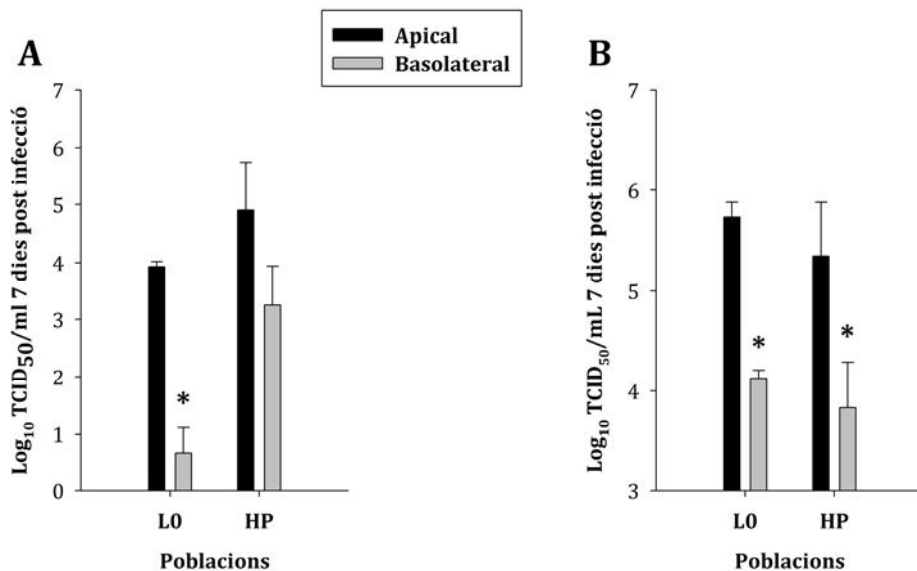 Apical
Basolateral
A
Log₁₀ TCID₅₀/ml 7 dies post infecció
7
6
5
4
3
2
1
0
*
L0
HP
Poblacions
B
Log₁₀ TCID₅₀/mL 7 dies post infecció
7
6
5
4
3
*
*
L0
HP
Poblacions